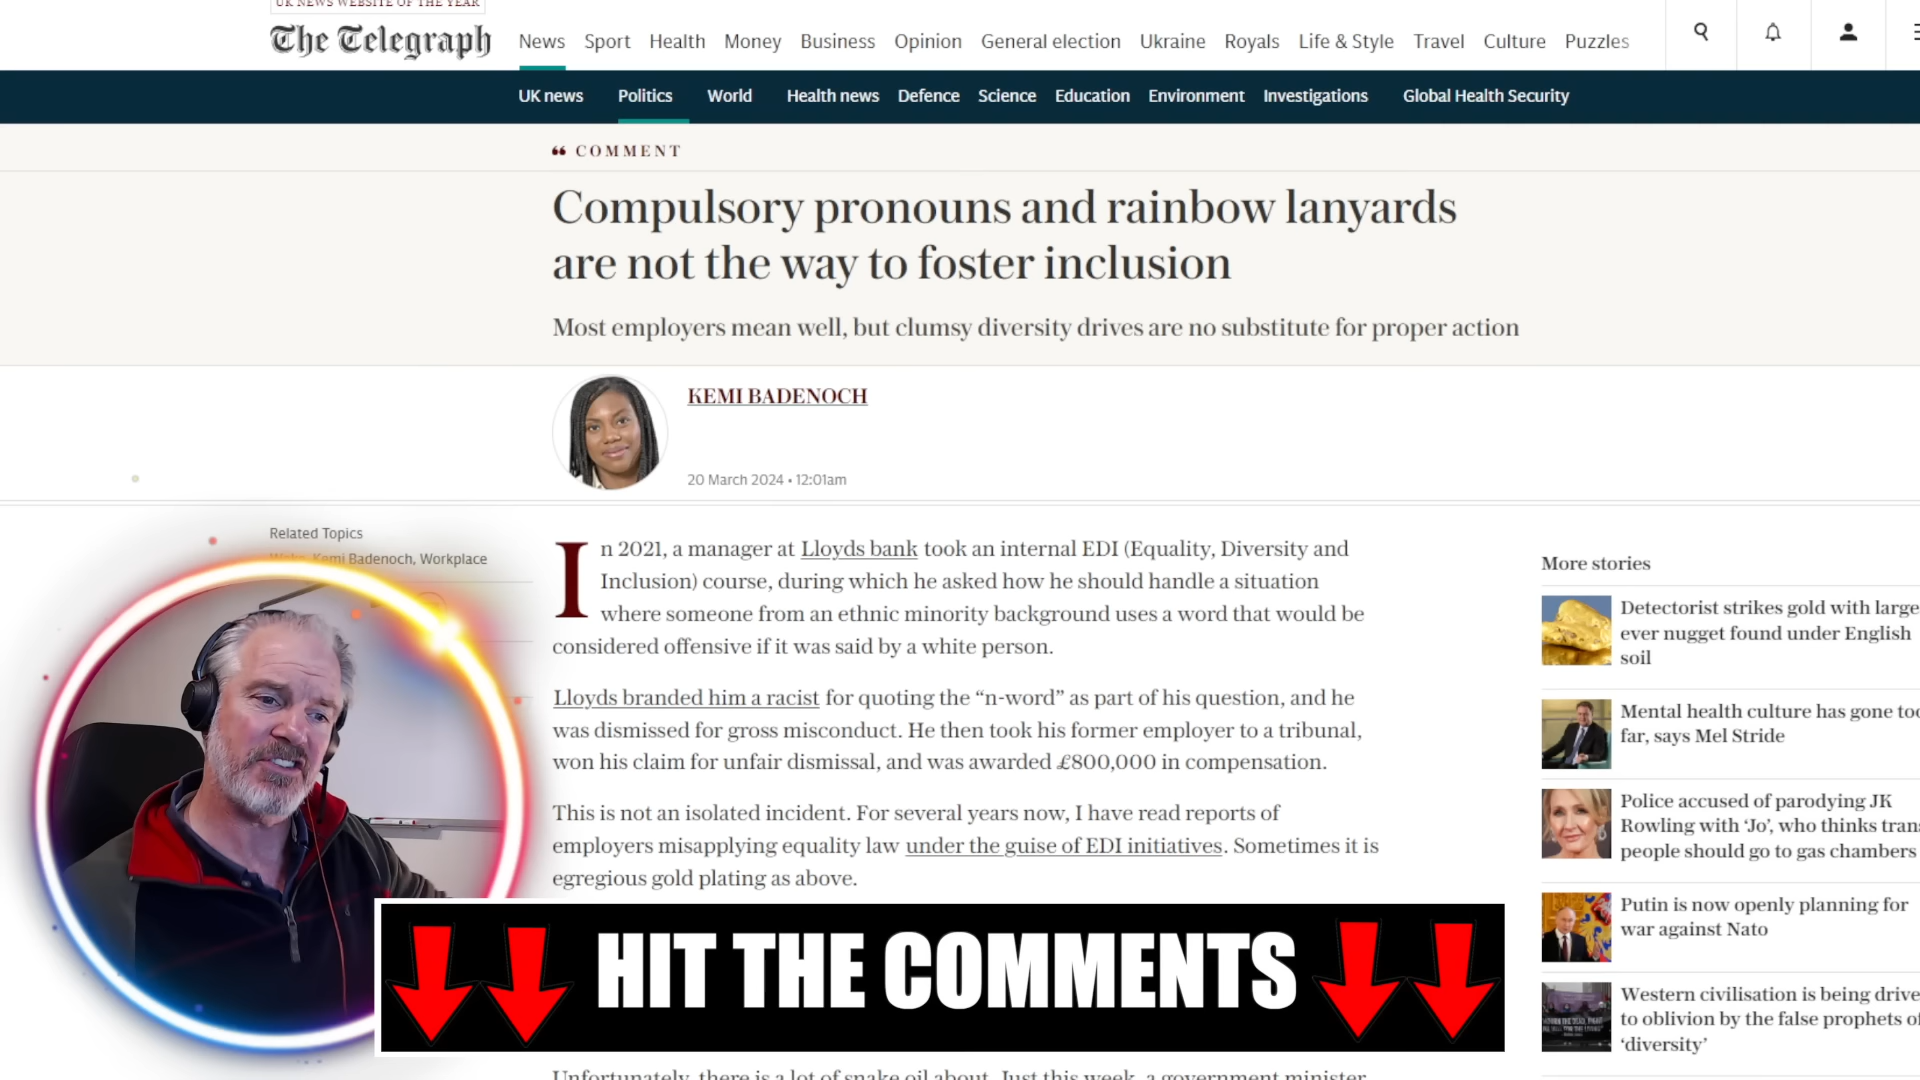 UK NEWS WEBSITE OF THE YEAR
The Telegraph
News Sport Health Money Business Opinion General election Ukraine Royals Life & Style Travel Culture Puzzles
UK news Politics World Health news Defence Science Education Environment Investigations Global Health Security
COMMENT
Compulsory pronouns and rainbow lanyards
are not the way to foster inclusion
Most employers mean well, but clumsy diversity drives are no substitute for proper action
KEMI BADENOCH
20 March 2024 • 12:01am
Related Topics
Woke, Kemi Badenoch, Workplace
In 2021, a manager at Lloyds bank took an internal EDI (Equality, Diversity and
Inclusion) course, during which he asked how he should handle a situation
where someone from an ethnic minority background uses a word that would be
considered offensive if it was said by a white person.
Lloyds branded him a racist for quoting the “n-word” as part of his question, and he
was dismissed for gross misconduct. He then took his former employer to a tribunal,
won his claim for unfair dismissal, and was awarded £800,000 in compensation.
This is not an isolated incident. For several years now, I have read reports of
employers misapplying equality law under the guise of EDI initiatives. Sometimes it is
egregious gold plating as above.
HIT THE COMMENTS
Unfortunately, there is a lot of snake oil about. Just this week, a government minister
More stories
Detectorist strikes gold with large
ever nugget found under English
soil
Mental health culture has gone too
far, says Mel Stride
Police accused of parodying JK
Rowling with ‘Jo’, who thinks tran
people should go to gas chambers
Putin is now openly planning for
war against Nato
Western civilisation is being drive
to oblivion by the false prophets of
‘diversity’